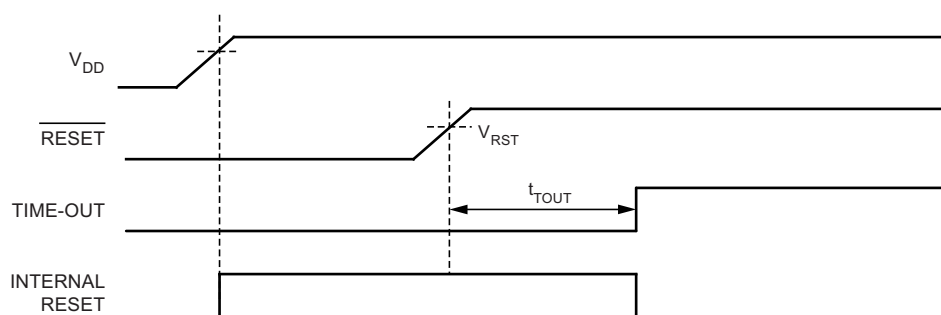 V_DD
RESET
V_RST
t_TOUT
TIME-OUT
INTERNAL
RESET